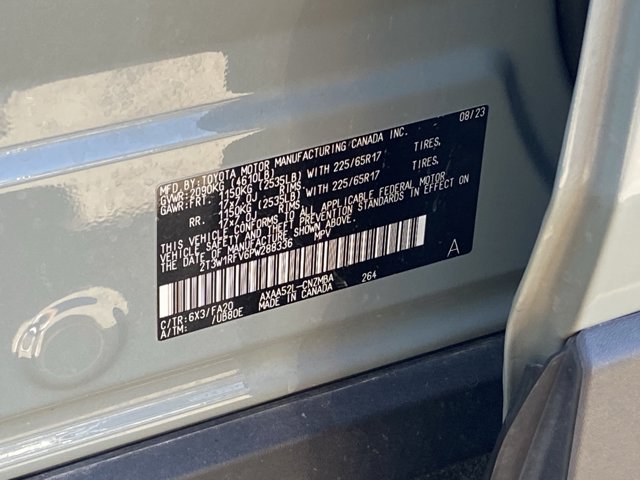 MFD. BY: TOYOTA MOTOR MANUFACTURING CANADA INC. 08/23
GVWR: 2090KG (4610LB)
GAWR: FRT. 1150KG (2535LB) WITH 225/65R17 TIRES,
17x7.0J RIMS,
RR. 1150KG (2535LB) WITH 225/65R17 TIRES,
17x7.0J RIMS,
THIS VEHICLE CONFORMS TO ALL APPLICABLE FEDERAL MOTOR
VEHICLE SAFETY AND THEFT PREVENTION STANDARDS IN EFFECT ON
THE DATE OF MANUFACTURE SHOWN ABOVE.
2T3W1RFV6PW288336 MPV
A
C/TR: 6X3/FA20 AXAA52L-CNZMBA 264
A/TM: /UB80E MADE IN CANADA